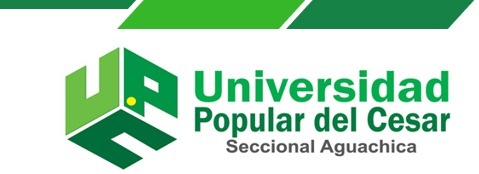 U.P.C
Universidad
Popular del Cesar
Seccional Aguachica